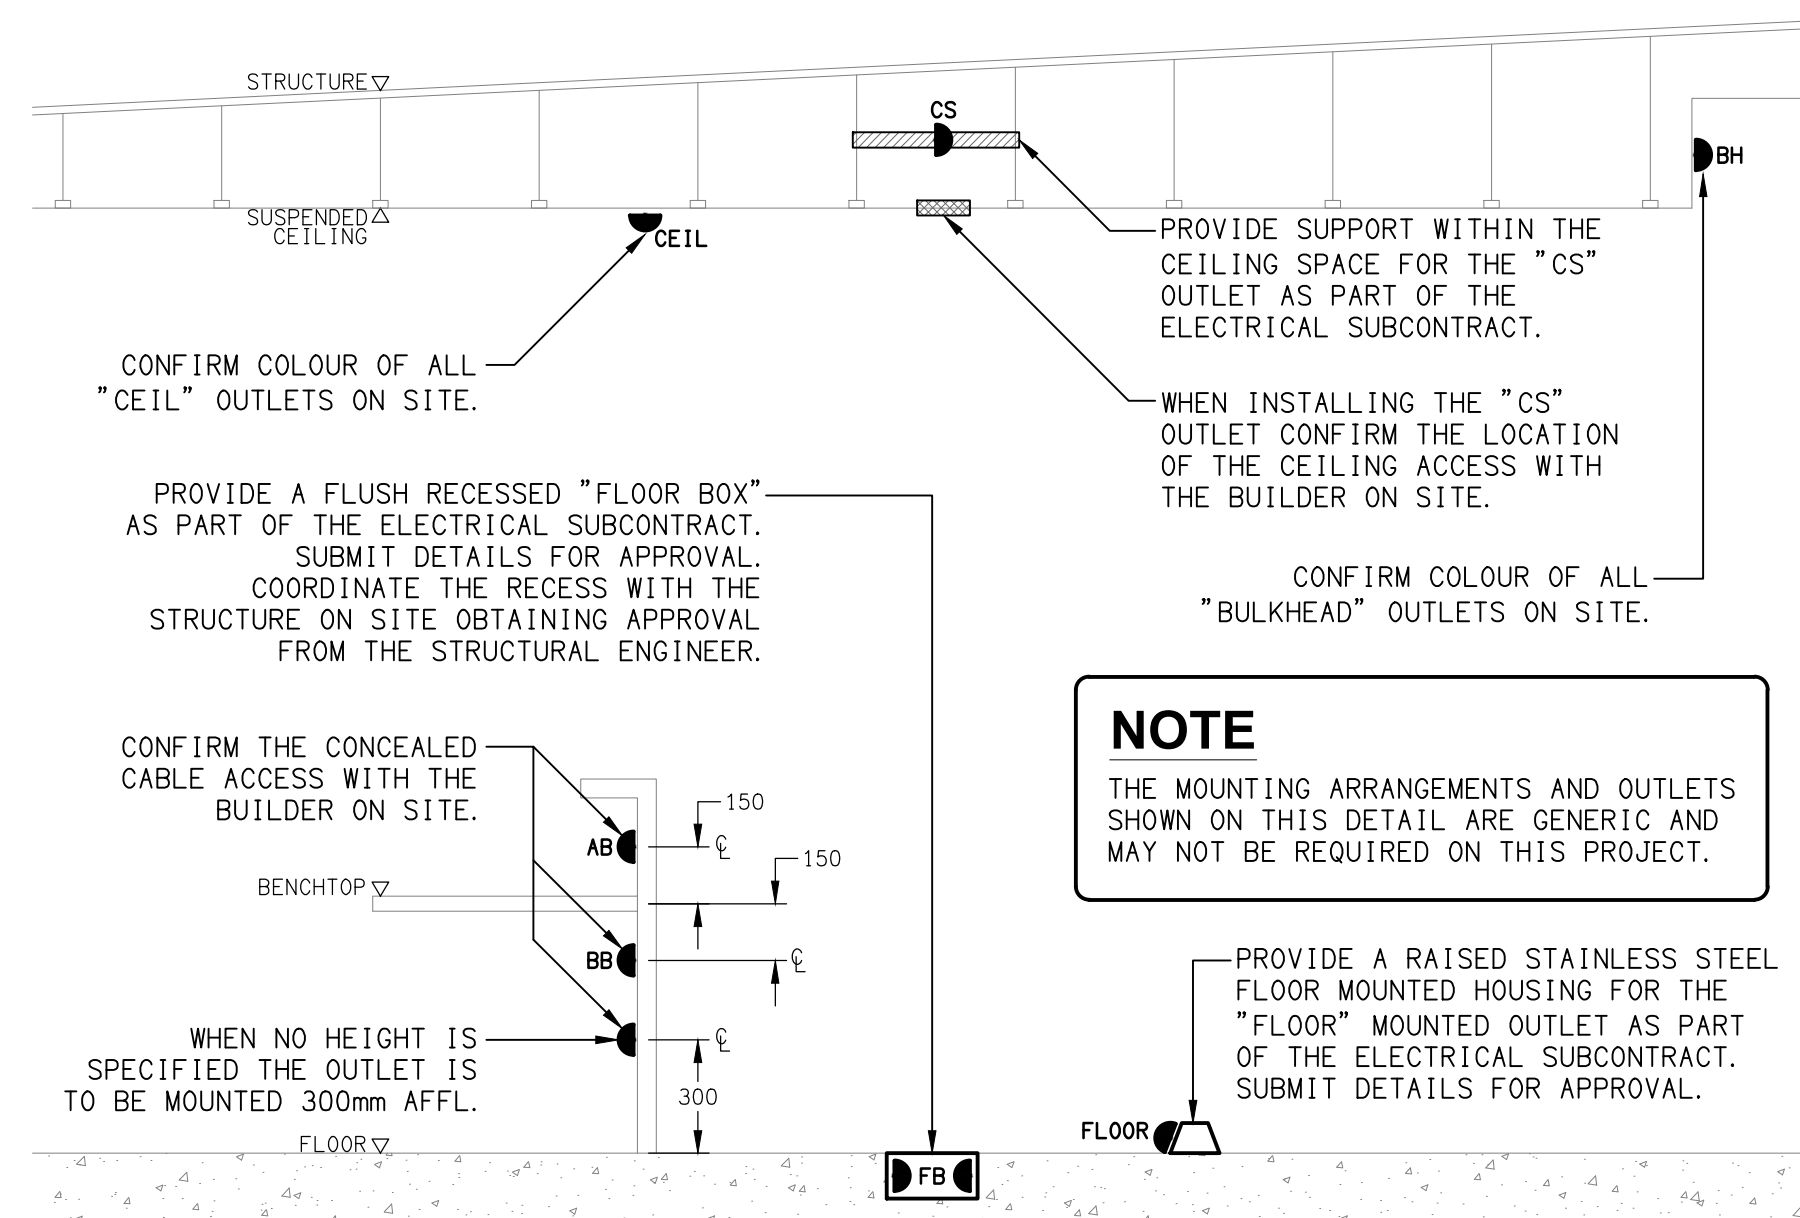 STRUCTURE
CS
BH
SUSPENDED
CEILING
CEIL
PROVIDE SUPPORT WITHIN THE
CEILING SPACE FOR THE "CS"
OUTLET AS PART OF THE
ELECTRICAL SUBCONTRACT.
CONFIRM COLOUR OF ALL
"CEIL" OUTLETS ON SITE.
WHEN INSTALLING THE "CS"
OUTLET CONFIRM THE LOCATION
OF THE CEILING ACCESS WITH
THE BUILDER ON SITE.
PROVIDE A FLUSH RECESSED "FLOOR BOX"
AS PART OF THE ELECTRICAL SUBCONTRACT.
SUBMIT DETAILS FOR APPROVAL.
COORDINATE THE RECESS WITH THE
STRUCTURE ON SITE OBTAINING APPROVAL
FROM THE STRUCTURAL ENGINEER.
CONFIRM COLOUR OF ALL
"BULKHEAD" OUTLETS ON SITE.
NOTE
THE MOUNTING ARRANGEMENTS AND OUTLETS
SHOWN ON THIS DETAIL ARE GENERIC AND
MAY NOT BE REQUIRED ON THIS PROJECT.
CONFIRM THE CONCEALED
CABLE ACCESS WITH THE
BUILDER ON SITE.
150
AB
℄
150
BENCHTOP
BB
℄
WHEN NO HEIGHT IS
SPECIFIED THE OUTLET IS
TO BE MOUNTED 300mm AFFL.
℄
300
PROVIDE A RAISED STAINLESS STEEL
FLOOR MOUNTED HOUSING FOR THE
"FLOOR" MOUNTED OUTLET AS PART
OF THE ELECTRICAL SUBCONTRACT.
SUBMIT DETAILS FOR APPROVAL.
FLOOR
FLOOR
FB